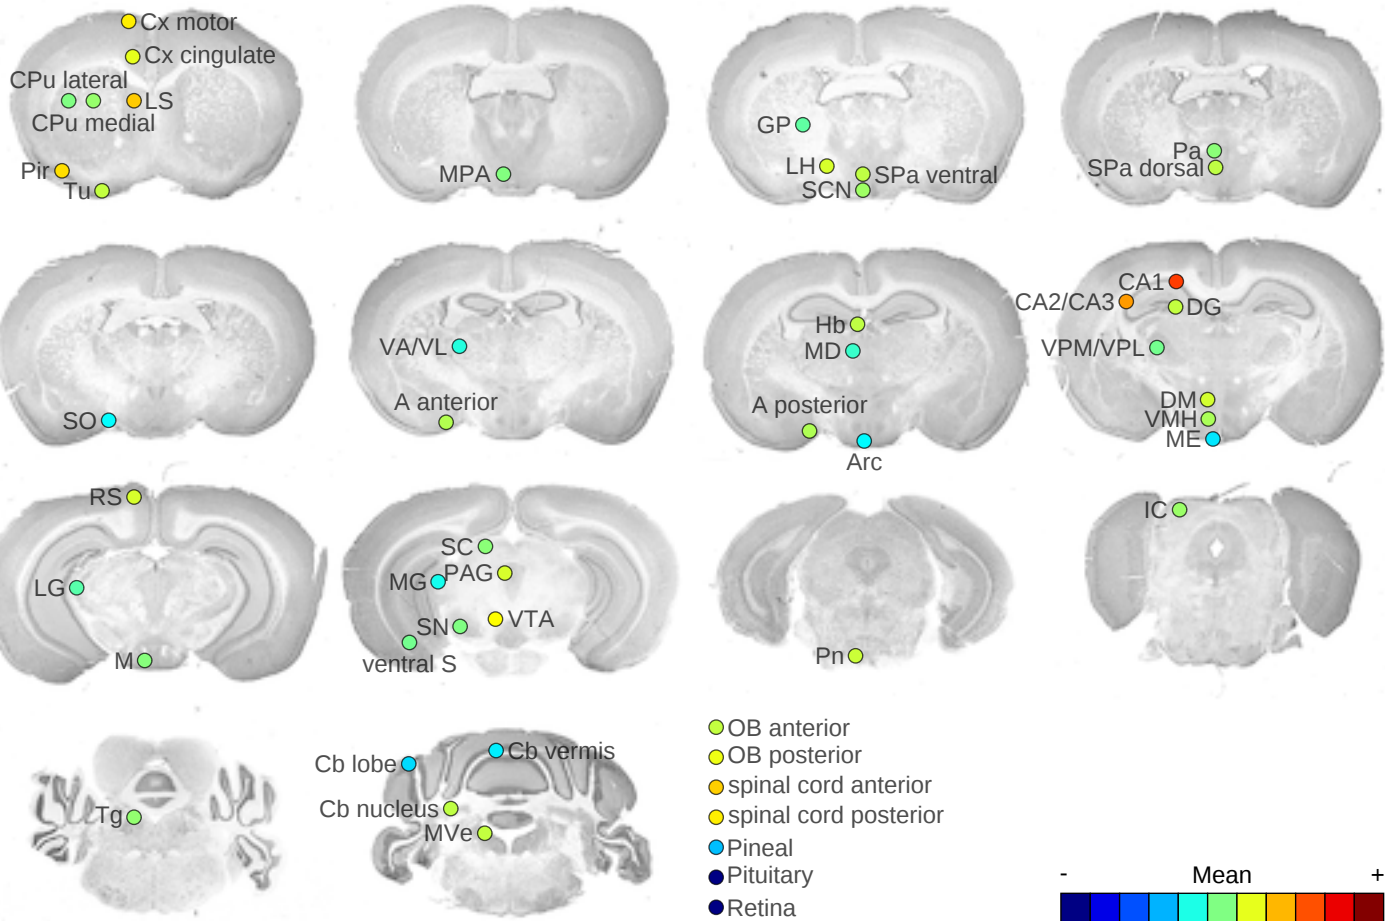 Cx motor
Cx cingulate
CPu lateral
LS
CPu medial
Pir
Tu
MPA
GP
LH
SPa ventral
SCN
Pa
SPa dorsal
SO
VA/VL
A anterior
Hb
MD
A posterior
Arc
CA1
CA2/CA3
DG
VPM/VPL
DM
VMH
ME
RS
LG
M
SC
MG
PAG
SN
VTA
ventral S
Pn
IC
Tg
Cb lobe
Cb vermis
Cb nucleus
MVe
OB anterior
OB posterior
spinal cord anterior
spinal cord posterior
Pineal
Pituitary
Retina
- Mean +